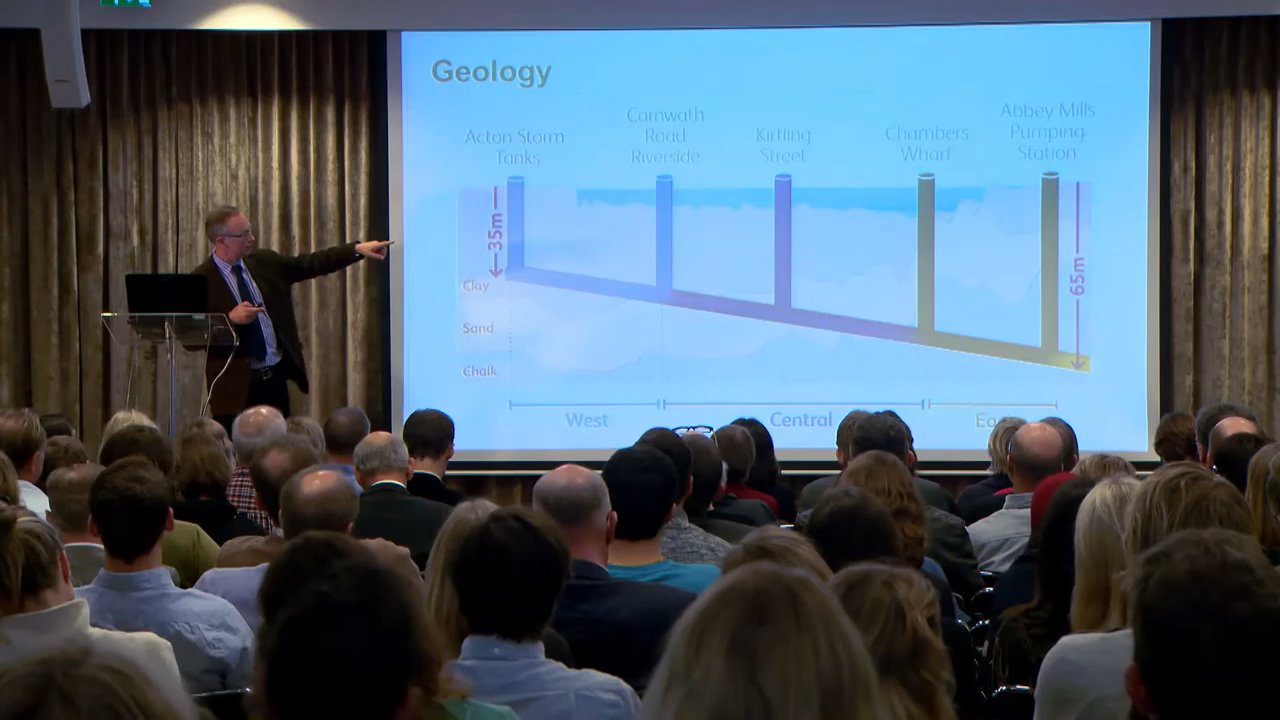 Geology
Acton Storm
Tanks
Carnwath
Road
Riverside
Kirtling
Street
Chambers
Wharf
Abbey Mills
Pumping
Station
35m
65m
Clay
Sand
Chalk
West
Central